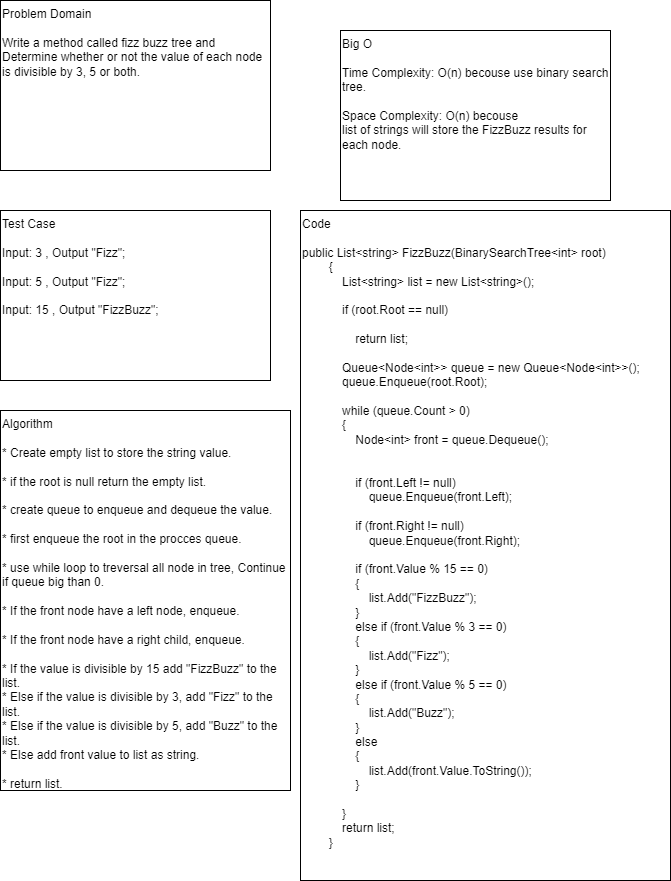 Problem Domain
Write a method called fizz buzz tree and
Determine whether or not the value of each node
is divisible by 3, 5 or both.
Big O
Time Complexity: O(n) becouse use binary search
tree.
Space Complexity: O(n) becouse
list of strings will store the FizzBuzz results for
each node.
Test Case
Input: 3 , Output "Fizz";
Input: 5 , Output "Fizz";
Input: 15 , Output "FizzBuzz";
Algorithm
* Create empty list to store the string value.
* if the root is null return the empty list.
* create queue to enqueue and dequeue the value.
* first enqueue the root in the procces queue.
* use while loop to treversal all node in tree, Continue
if queue big than 0.
* If the front node have a left node, enqueue.
* If the front node have a right child, enqueue.
* If the value is divisible by 15 add "FizzBuzz" to the
list.
* Else if the value is divisible by 3, add "Fizz" to the
list.
* Else if the value is divisible by 5, add "Buzz" to the
list.
* Else add front value to list as string.
* return list.
Code
public List<string> FizzBuzz(BinarySearchTree<int> root)
{
List<string> list = new List<string>();
if (root.Root == null)
return list;
Queue<Node<int>> queue = new Queue<Node<int>>();
queue.Enqueue(root.Root);
while (queue.Count > 0)
{
Node<int> front = queue.Dequeue();
if (front.Left != null)
queue.Enqueue(front.Left);
if (front.Right != null)
queue.Enqueue(front.Right);
if (front.Value % 15 == 0)
{
list.Add("FizzBuzz");
}
else if (front.Value % 3 == 0)
{
list.Add("Fizz");
}
else if (front.Value % 5 == 0)
{
list.Add("Buzz");
}
else
{
list.Add(front.Value.ToString());
}
}
return list;
}